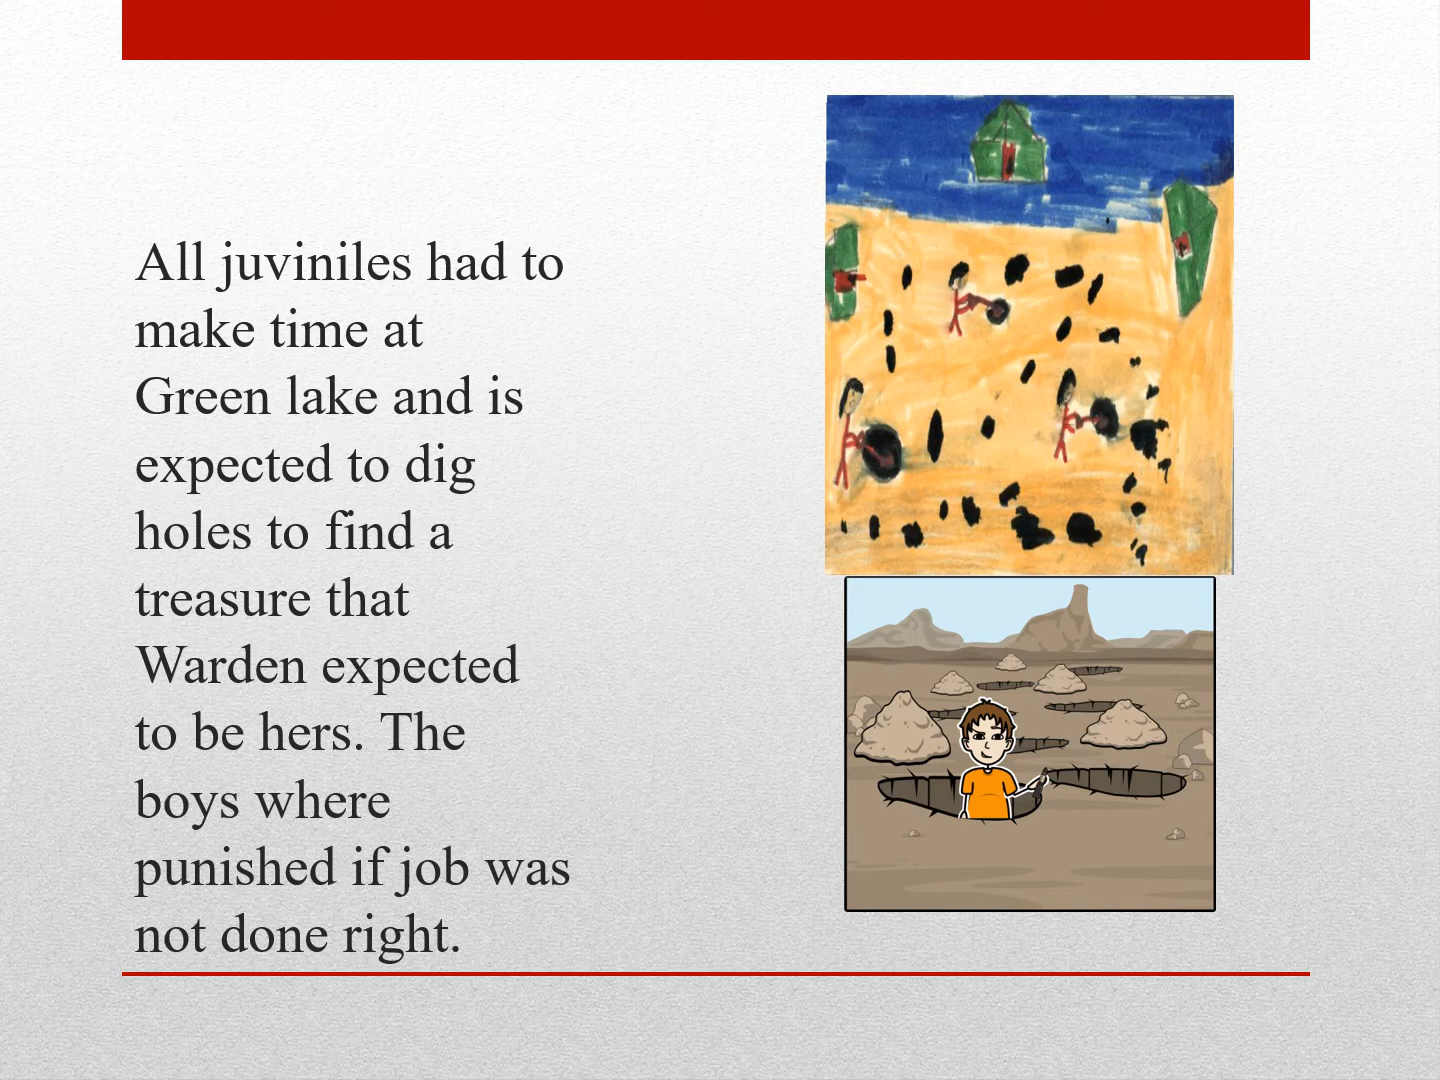 All juviniles had to
make time at
Green lake and is
expected to dig
holes to find a
treasure that
Warden expected
to be hers. The
boys where
punished if job was
not done right.